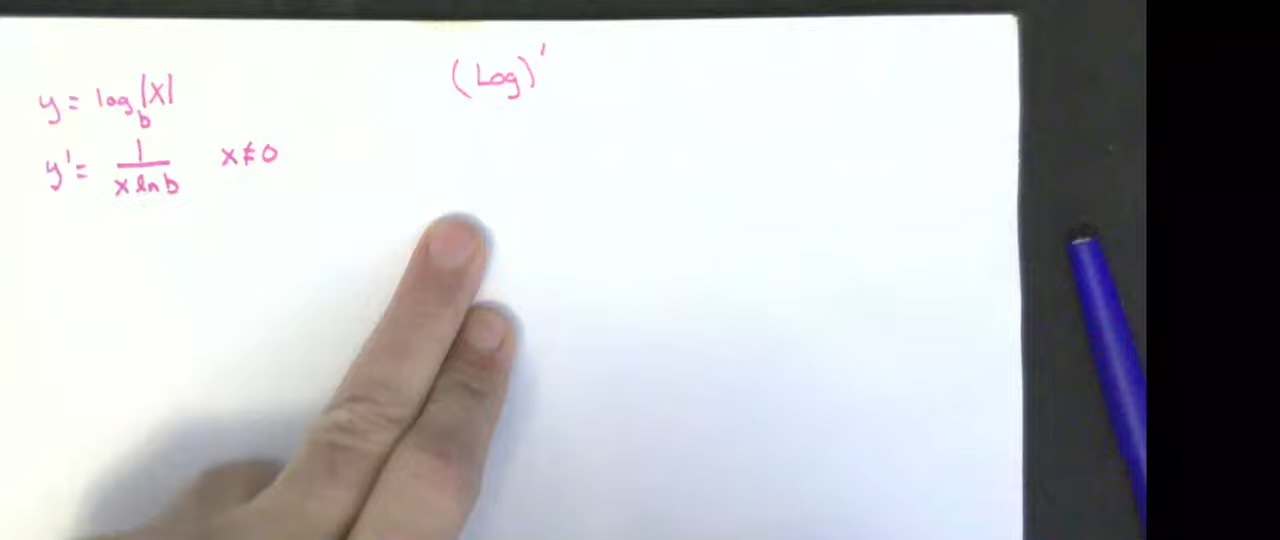 (Log)'
y = log_b |x|
y' = 1/(x ln b) x ≠ 0